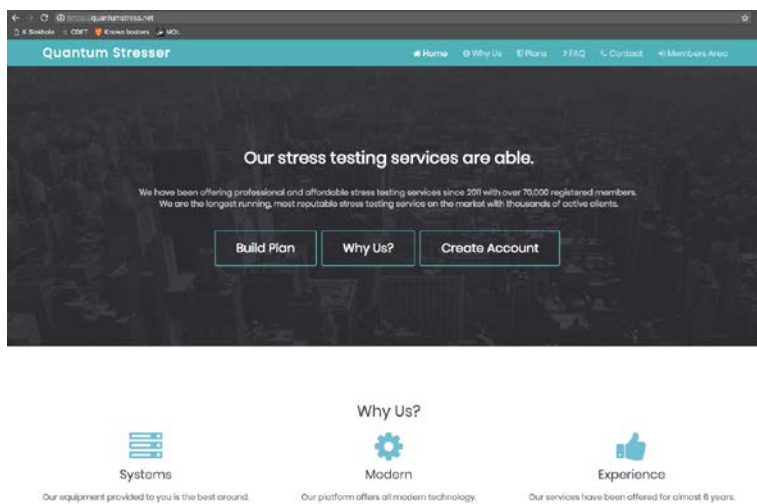 quantumstress.net
Known booters
MOL
Quantum Stresser
Home Why Us Plans ? FAQ Contact Members Area
Our stress testing services are able.
We have been offering professional and affordable stress testing services since 2011 with over 70,000 registered members.
We are the longest running, most reputable stress testing service on the market with thousands of active clients.
Build Plan Why Us? Create Account
Why Us?
Systems Modern Experience
Our equipment provided to you is the best around. Our platform offers all modern technology. Our services have been offered for almost 6 years.